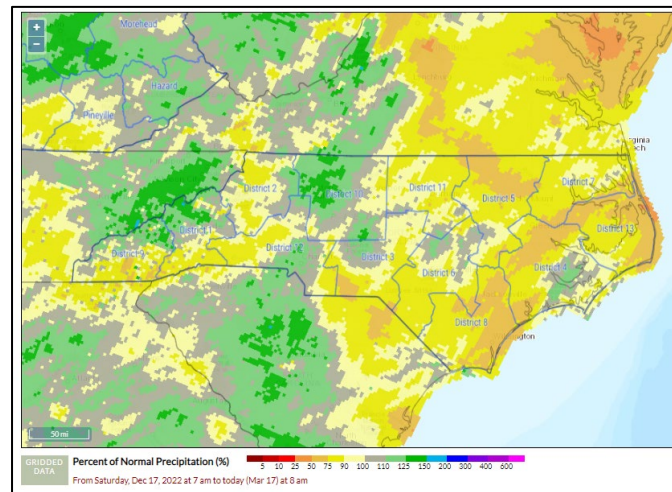 +
Morehead
−
Hazard
Pineville
District 2
District 10
District 11
District 5
District 7
District 1
District 12
District 3
District 13
District 9
District 6
District 4
District 8
50 mi
GRIDDED
DATA
Percent of Normal Precipitation (%)
5 10 25 50 75 90 100 110 125 150 200 300 400 600
From Saturday, Dec 17, 2022 at 7 am to today (Mar 17) at 8 am